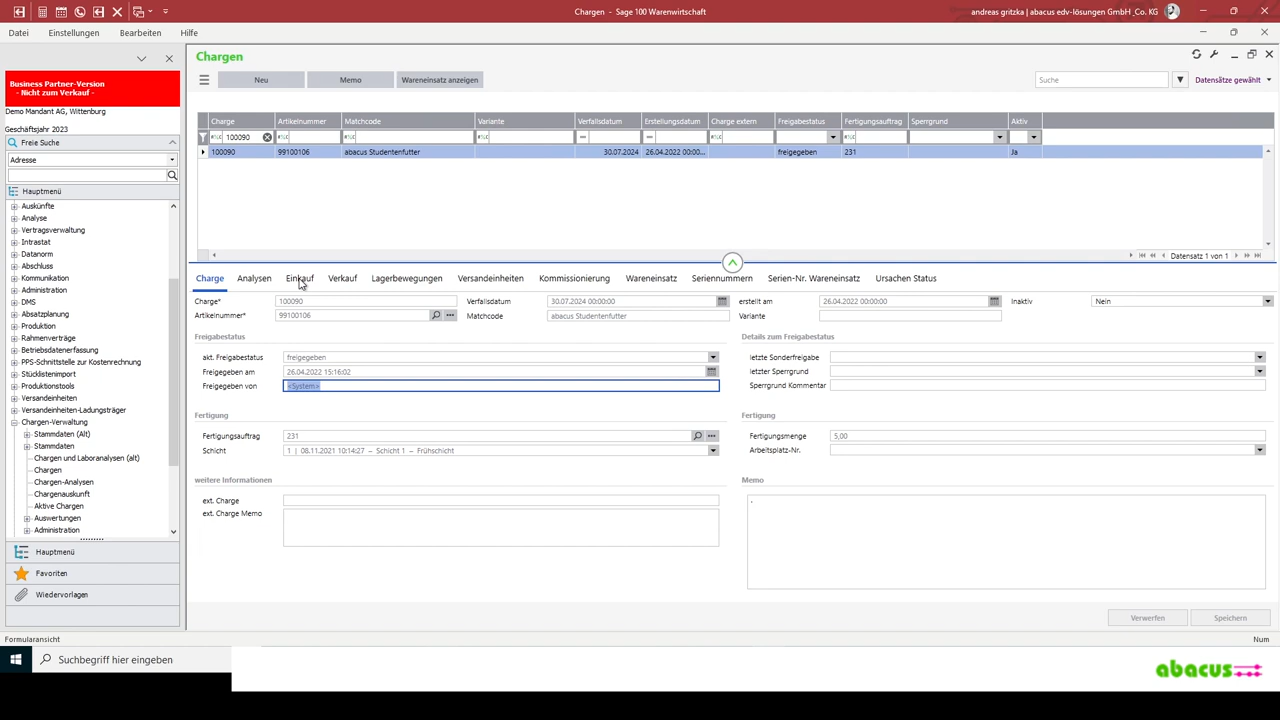 Chargen - Sage 100 Warenwirtschaft
andreas gritzka | abacus edv-lösungen GmbH _Co. KG
Datei Einstellungen Bearbeiten Hilfe
Business Partner-Version
- Nicht zum Verkauf -
Demo Mandant AG, Wittenburg
Geschäftsjahr 2023
Freie Suche
Adresse
Hauptmenü
Auskünfte
Analyse
Vertragsverwaltung
Intrastat
Datanorm
Abschluss
Kommunikation
Administration
DMS
Absatzplanung
Produktion
Rahmenverträge
Betriebsdatenerfassung
PPS-Schnittstelle zur Kostenrechnung
Stücklistenimport
Produktionstools
Versandeinheiten
Versandeinheiten-Ladungsträger
Chargen-Verwaltung
Stammdaten (Alt)
Stammdaten
Chargen und Laboranalysen (alt)
Chargen
Chargen-Analysen
Chargenauskunft
Aktive Chargen
Auswertungen
Administration
Hauptmenü
Favoriten
Wiedervorlagen
Chargen
Neu Memo Wareneinsatz anzeigen Suche Datensätze gewählt
Charge Artikelnummer Matchcode Variante Verfallsdatum Erstellungsdatum Charge extern Freigabestatus Fertigungsauftrag Sperrgrund Aktiv
100090
100090 99100106 abacus Studentenfutter 30.07.2024 26.04.2022 00:00... freigegeben 231 Ja
Datensatz 1 von 1
Charge Analysen Einkauf Verkauf Lagerbewegungen Versandeinheiten Kommissionierung Wareneinsatz Seriennummern Serien-Nr. Wareneinsatz Ursachen Status
Charge* 100090 Verfallsdatum 30.07.2024 00:00:00 erstellt am 26.04.2022 00:00:00 Inaktiv Nein
Artikelnummer* 99100106 Matchcode abacus Studentenfutter Variante
Freigabestatus Details zum Freigabestatus
akt. Freigabestatus freigegeben letzte Sonderfreigabe
Freigegeben am 26.04.2022 15:16:02 letzter Sperrgrund
Freigegeben von <System> Sperrgrund Kommentar
Fertigung Fertigung
Fertigungsauftrag 231 Fertigungsmenge 5,00
Schicht 1 | 08.11.2021 10:14:27 – Schicht 1 – Frühschicht Arbeitsplatz-Nr.
weitere Informationen Memo
ext. Charge
ext. Charge Memo
Verwerfen Speichern
Formularansicht Num
Suchbegriff hier eingeben
abacus